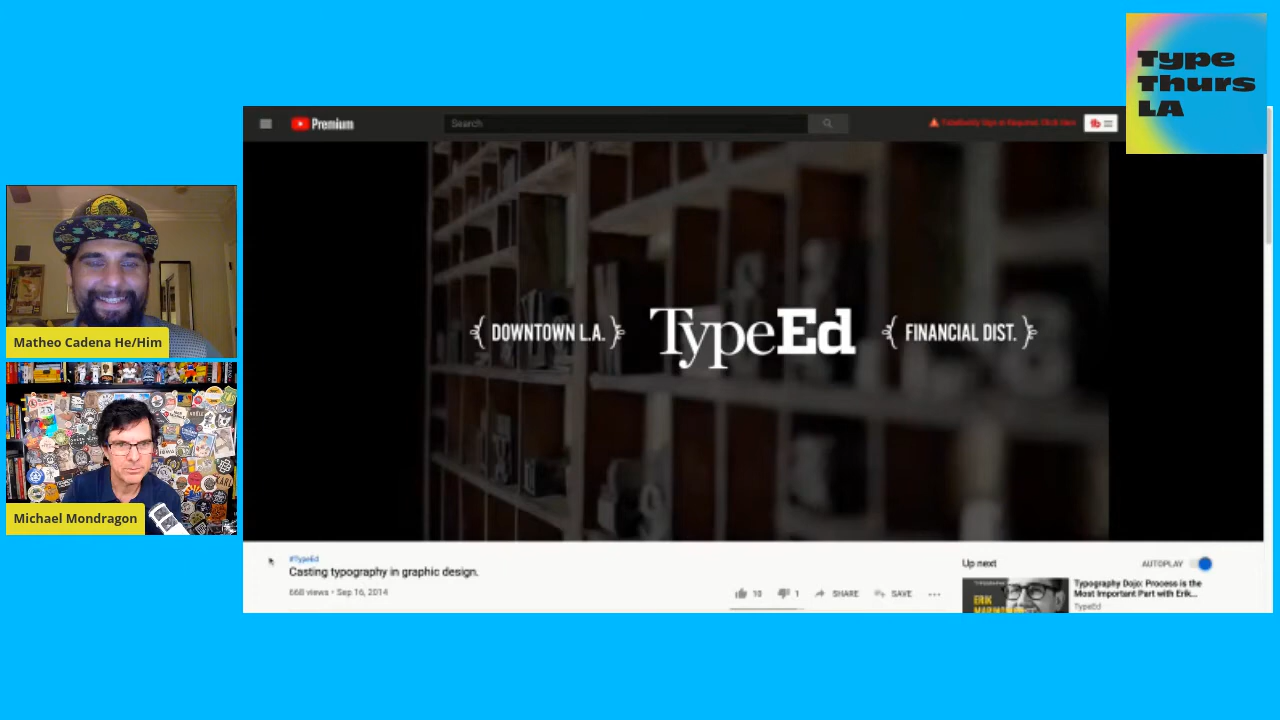 Type
Thurs
LA
Premium
Search
Matheo Cadena He/Him
Michael Mondragon
DOWNTOWN L.A.
TypeEd
FINANCIAL DIST.
#TypeEd
Casting typography in graphic design.
668 views • Sep 16, 2014
10
1
SHARE
SAVE
Up next
AUTOPLAY
ERIK
Typography Dojo: Process is the
Most Important Part with Erik...
TypeEd